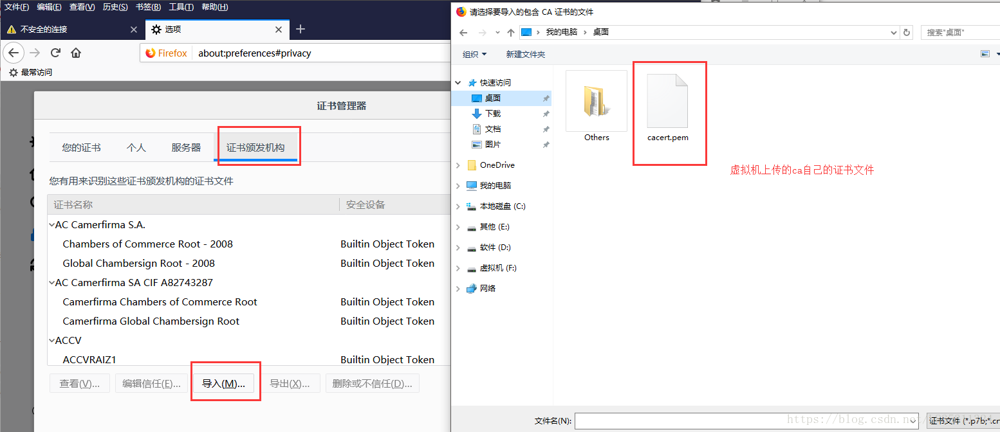 文件(F) 编辑(E) 查看(V) 历史(S) 书签(B) 工具(T) 帮助(H)
不安全的连接
选项
Firefox about:preferences#privacy
最常访问
证书管理器
您的证书 个人 服务器 证书颁发机构
您有用来识别这些证书颁发机构的证书文件
证书名称 安全设备
AC Camerfirma S.A.
Chambers of Commerce Root - 2008 Builtin Object Token
Global Chambersign Root - 2008 Builtin Object Token
AC Camerfirma SA CIF A82743287
Camerfirma Chambers of Commerce Root Builtin Object Token
Camerfirma Global Chambersign Root Builtin Object Token
ACCV
ACCVRAIZ1 Builtin Object Token
查看(V)... 编辑信任(E)... 导入(M)... 导出(X)... 删除或不信任(D)...
请选择要导入的包含 CA 证书的文件
我的电脑 桌面
搜索"桌面"
组织 新建文件夹
快速访问
桌面
下载
文档
图片
OneDrive
我的电脑
本地磁盘 (C:)
其他 (E:)
软件 (D:)
虚拟机 (F:)
网络
Others
cacert.pem
虚拟机上传的ca自己的证书文件
文件名(N):
证书文件 (*.p7b;*.cr
https://blog.csdn.net/